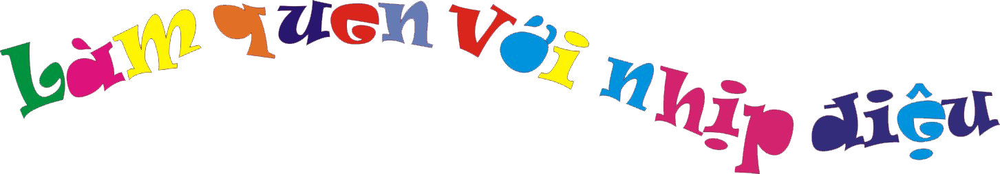 Làm quen với nhịp điệu